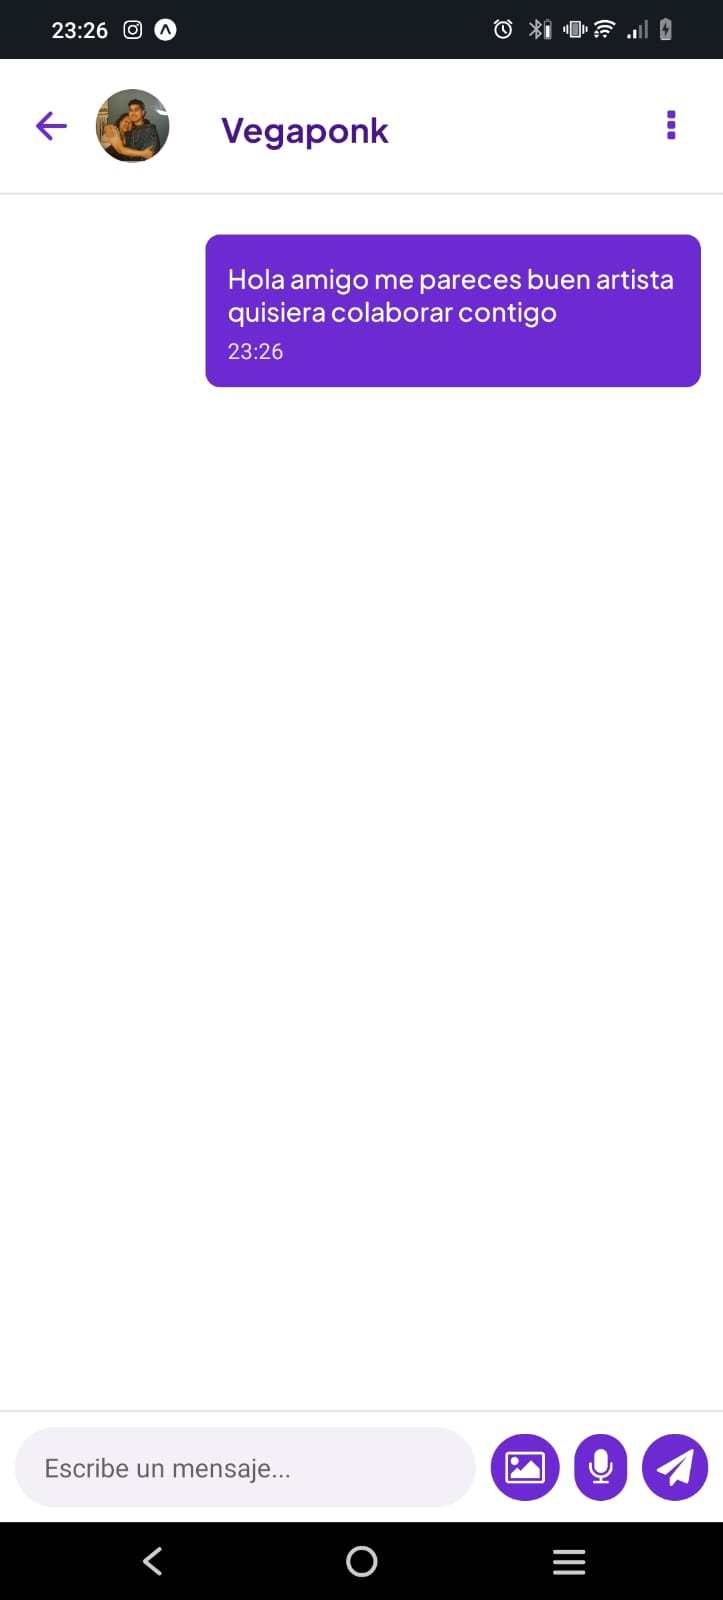 23:26
Vegaponk
Hola amigo me pareces buen artista
quisiera colaborar contigo
23:26
Escribe un mensaje...